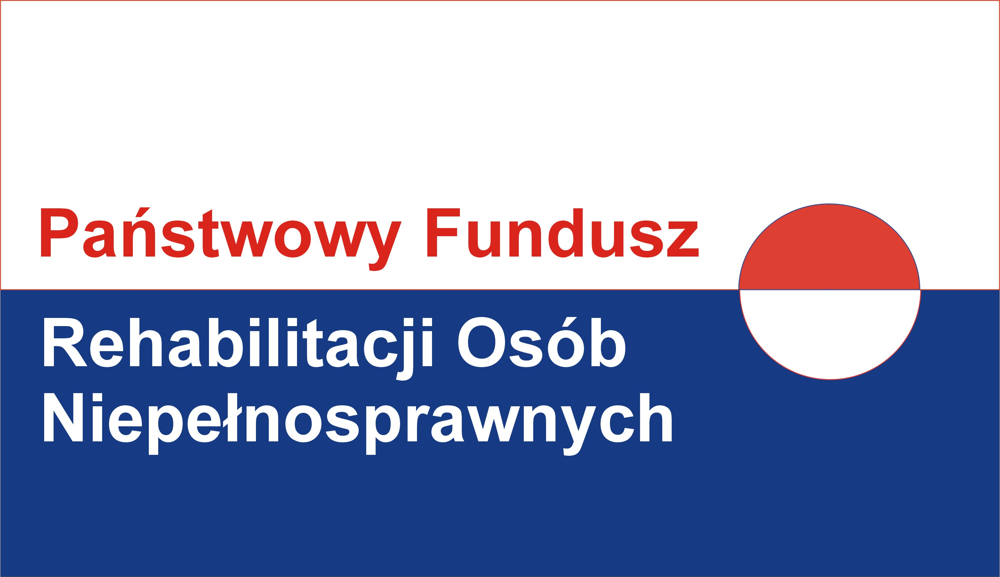 Państwowy Fundusz
Rehabilitacji Osób
Niepełnosprawnych